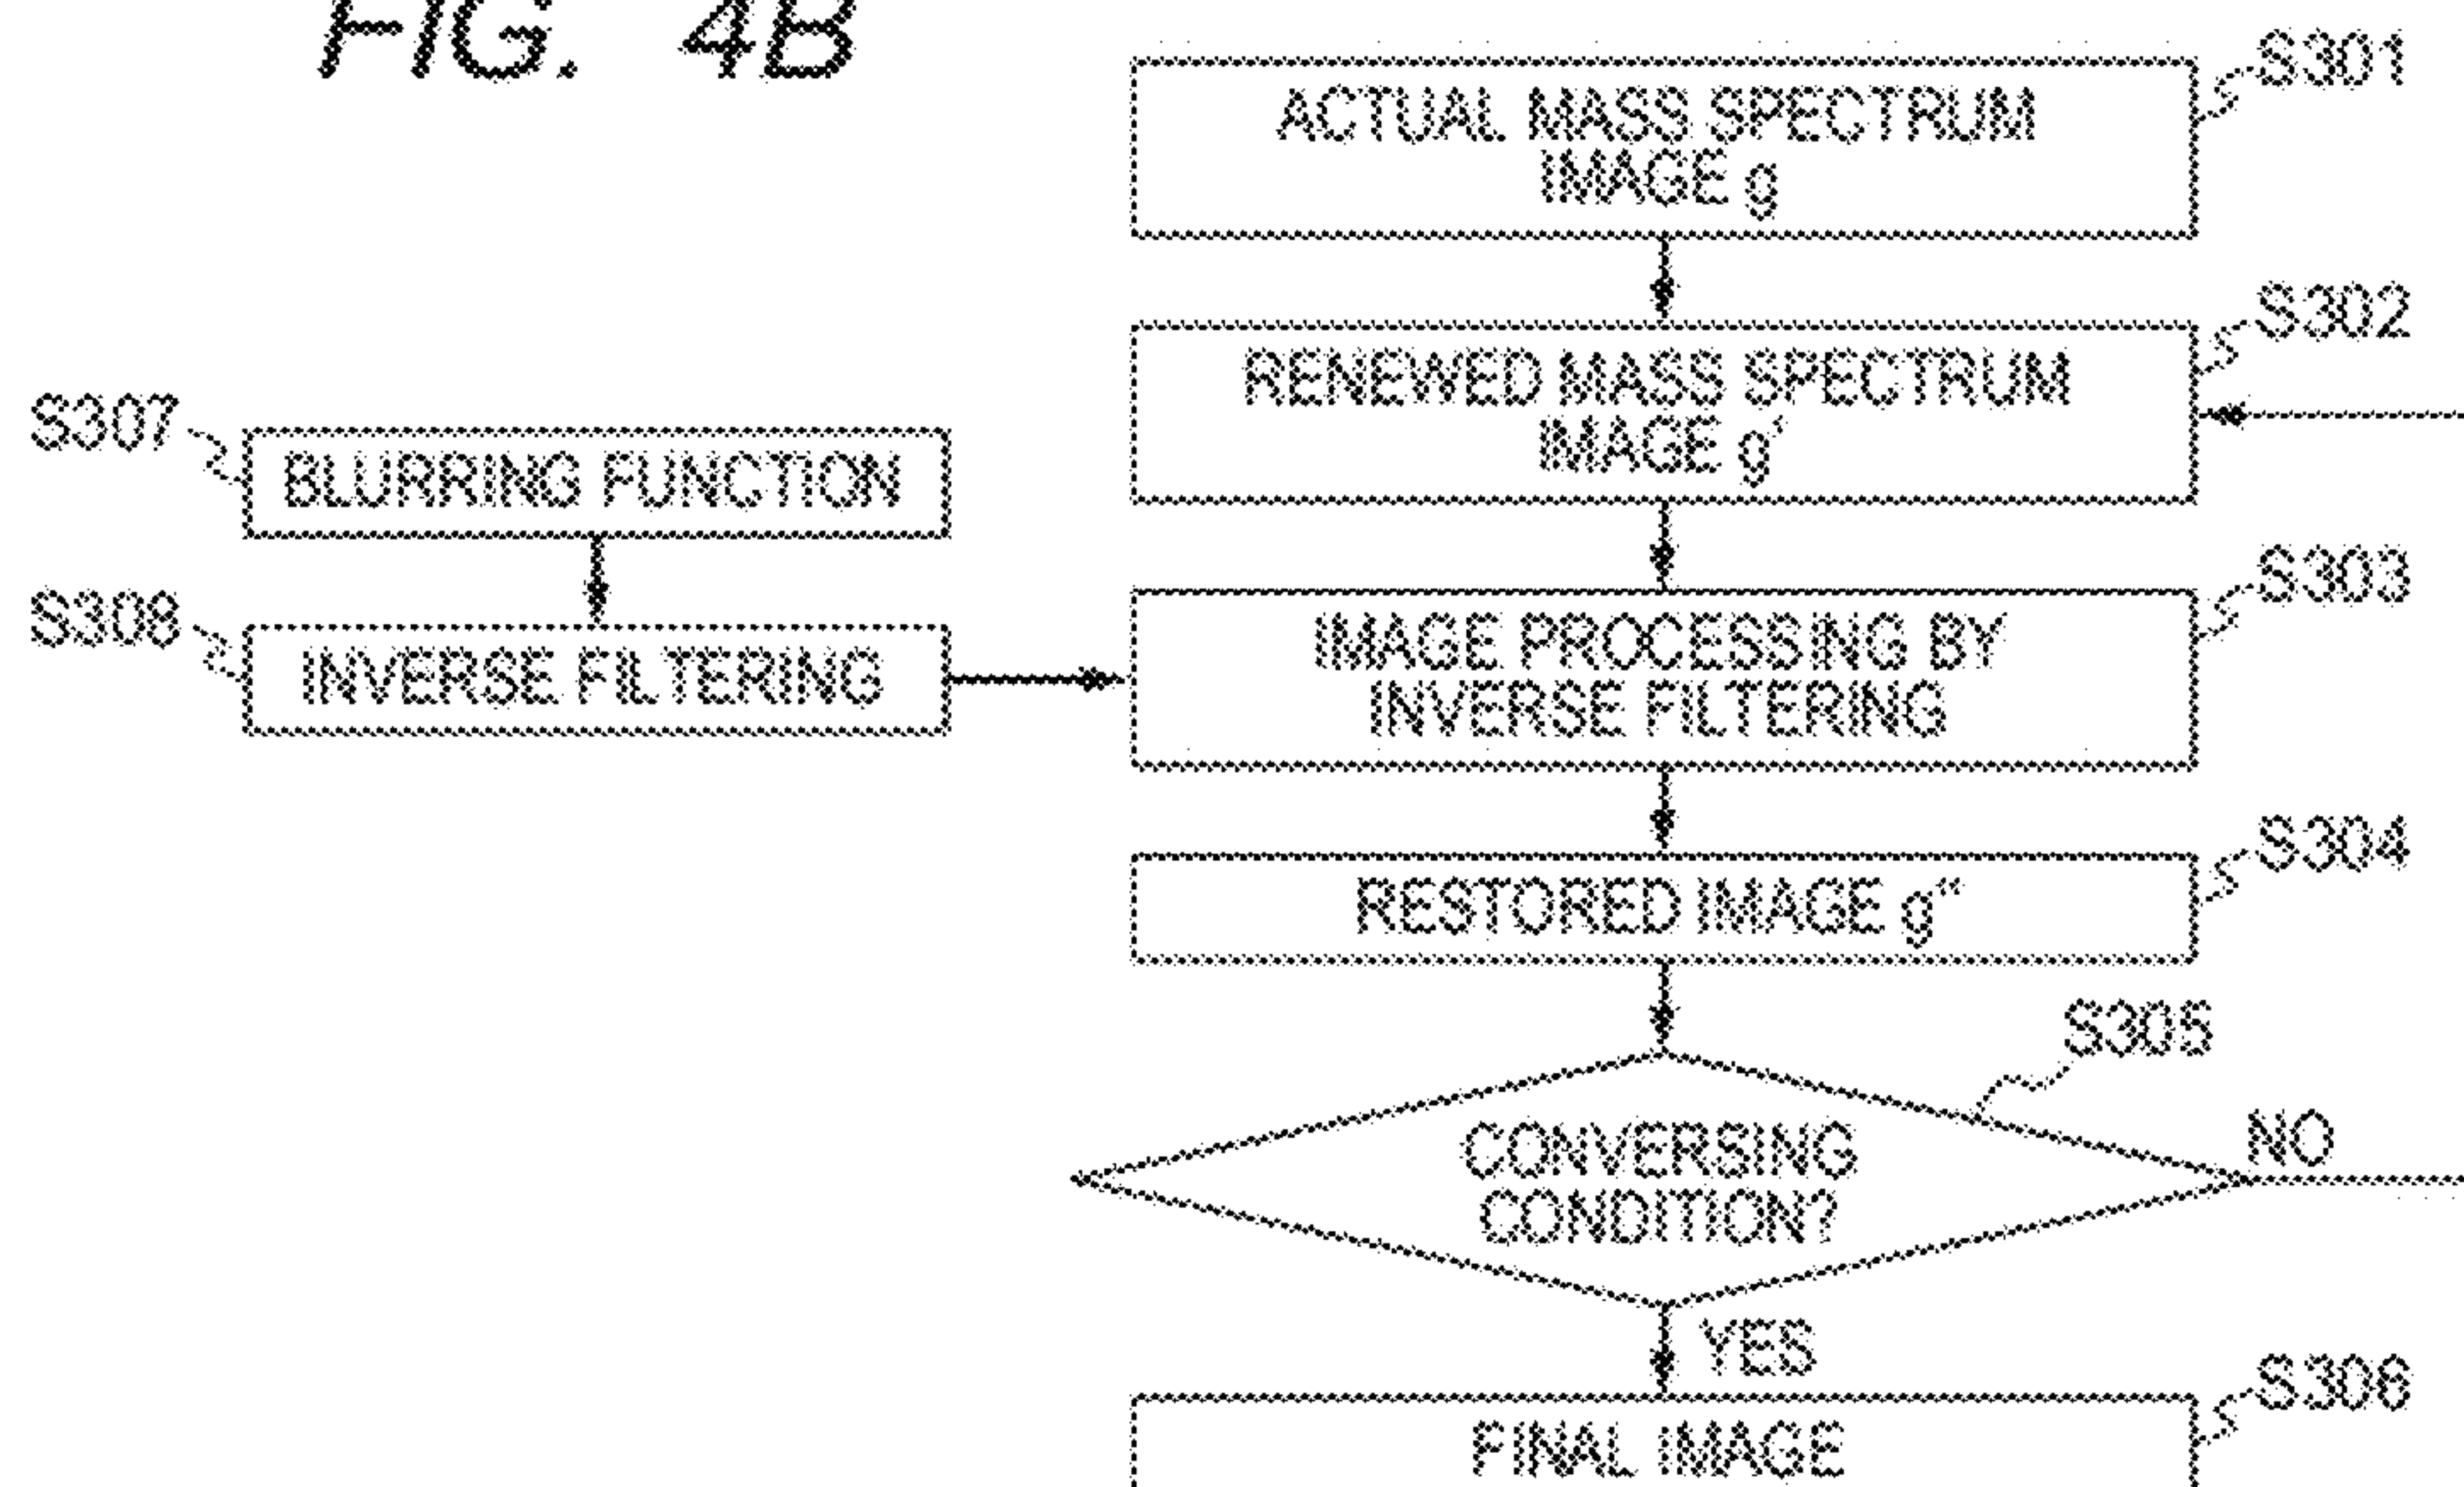 FIG. 4B
S301
ACTUAL MASS SPECTRUM
IMAGE g
S302
RENEWED MASS SPECTRUM
IMAGE g′
S307
BLURRING FUNCTION
S303
IMAGE PROCESSING BY
INVERSE FILTERING
S308
INVERSE FILTERING
S304
RESTORED IMAGE g″
S305
CONVERSING
CONDITION?
NO
YES
S306
FINAL IMAGE